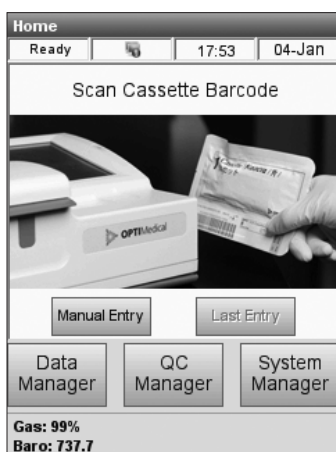 Home
Ready 17:53 04-Jan
Scan Cassette Barcode
OPTIMedical
Manual Entry Last Entry
Data Manager QC Manager System Manager
Gas: 99%
Baro: 737.7